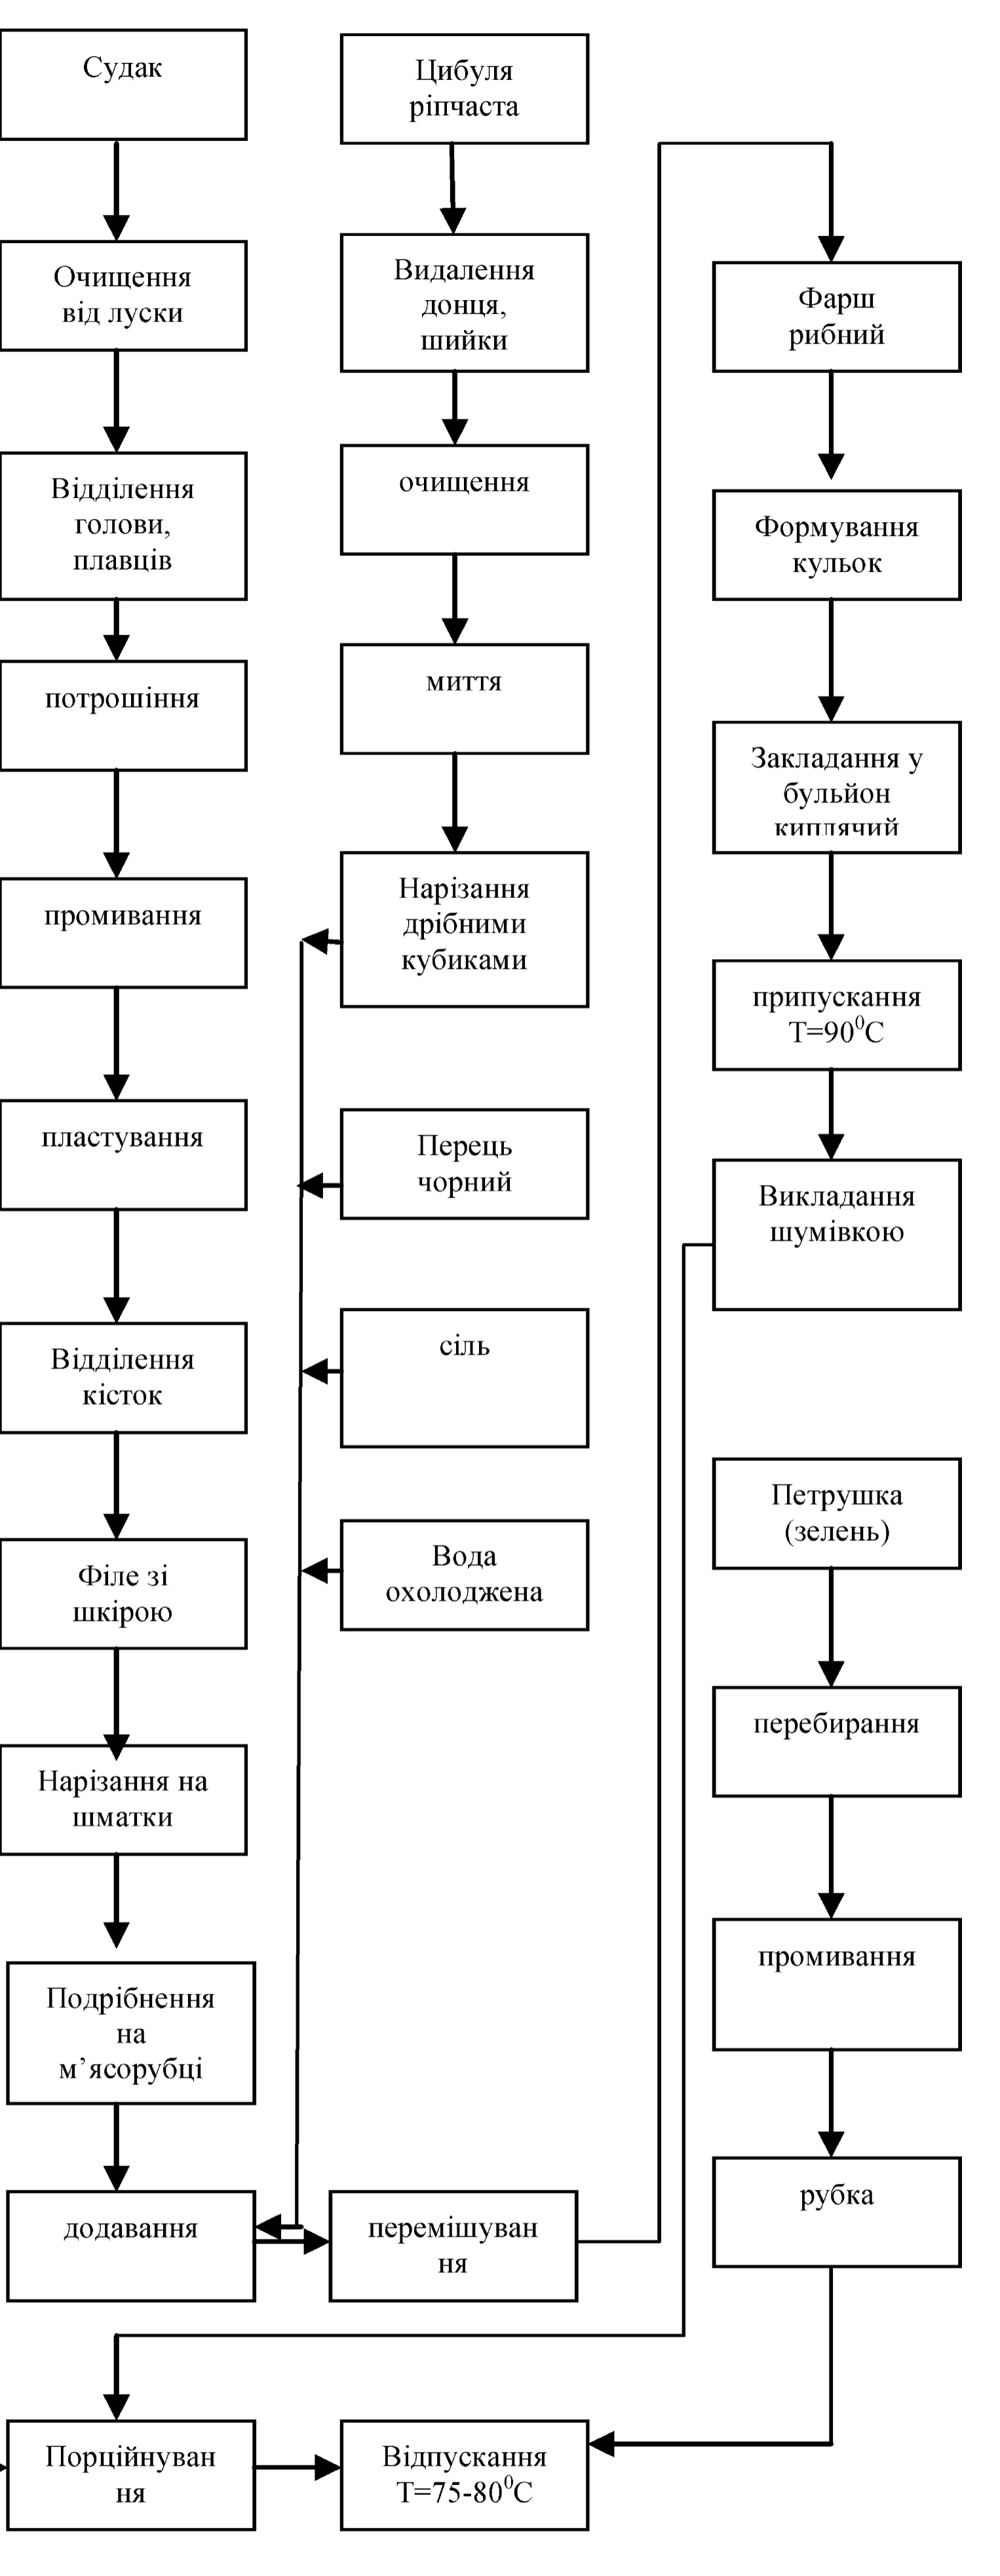 Судак
Очищення
від луски
Відділення
голови,
плавців
потрошіння
промивання
пластування
Відділення
кісток
Філе зі
шкірою
Нарізання на
шматки
Подрібнення
на
м’ясорубці
додавання
Цибуля
ріпчаста
Видалення
донця,
шийки
очищення
миття
Нарізання
дрібними
кубиками
Перець
чорний
сіль
Вода
охолоджена
перемішуван
ня
Фарш
рибний
Формування
кульок
Закладання у
бульйон
киплячий
припускання
Т=90⁰С
Викладання
шумівкою
Петрушка
(зелень)
перебирання
промивання
рубка
Порційнуван
ня
Відпускання
Т=75-80⁰С